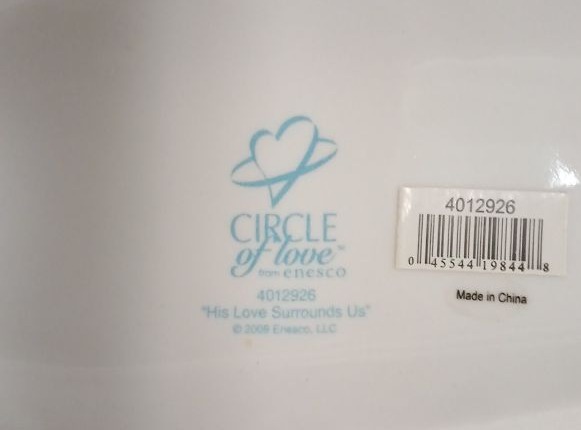 CIRCLE
of love™
from enesco
4012926
"His Love Surrounds Us"
© 2009 Enesco, LLC
4012926
0 45544 19844 8
Made in China